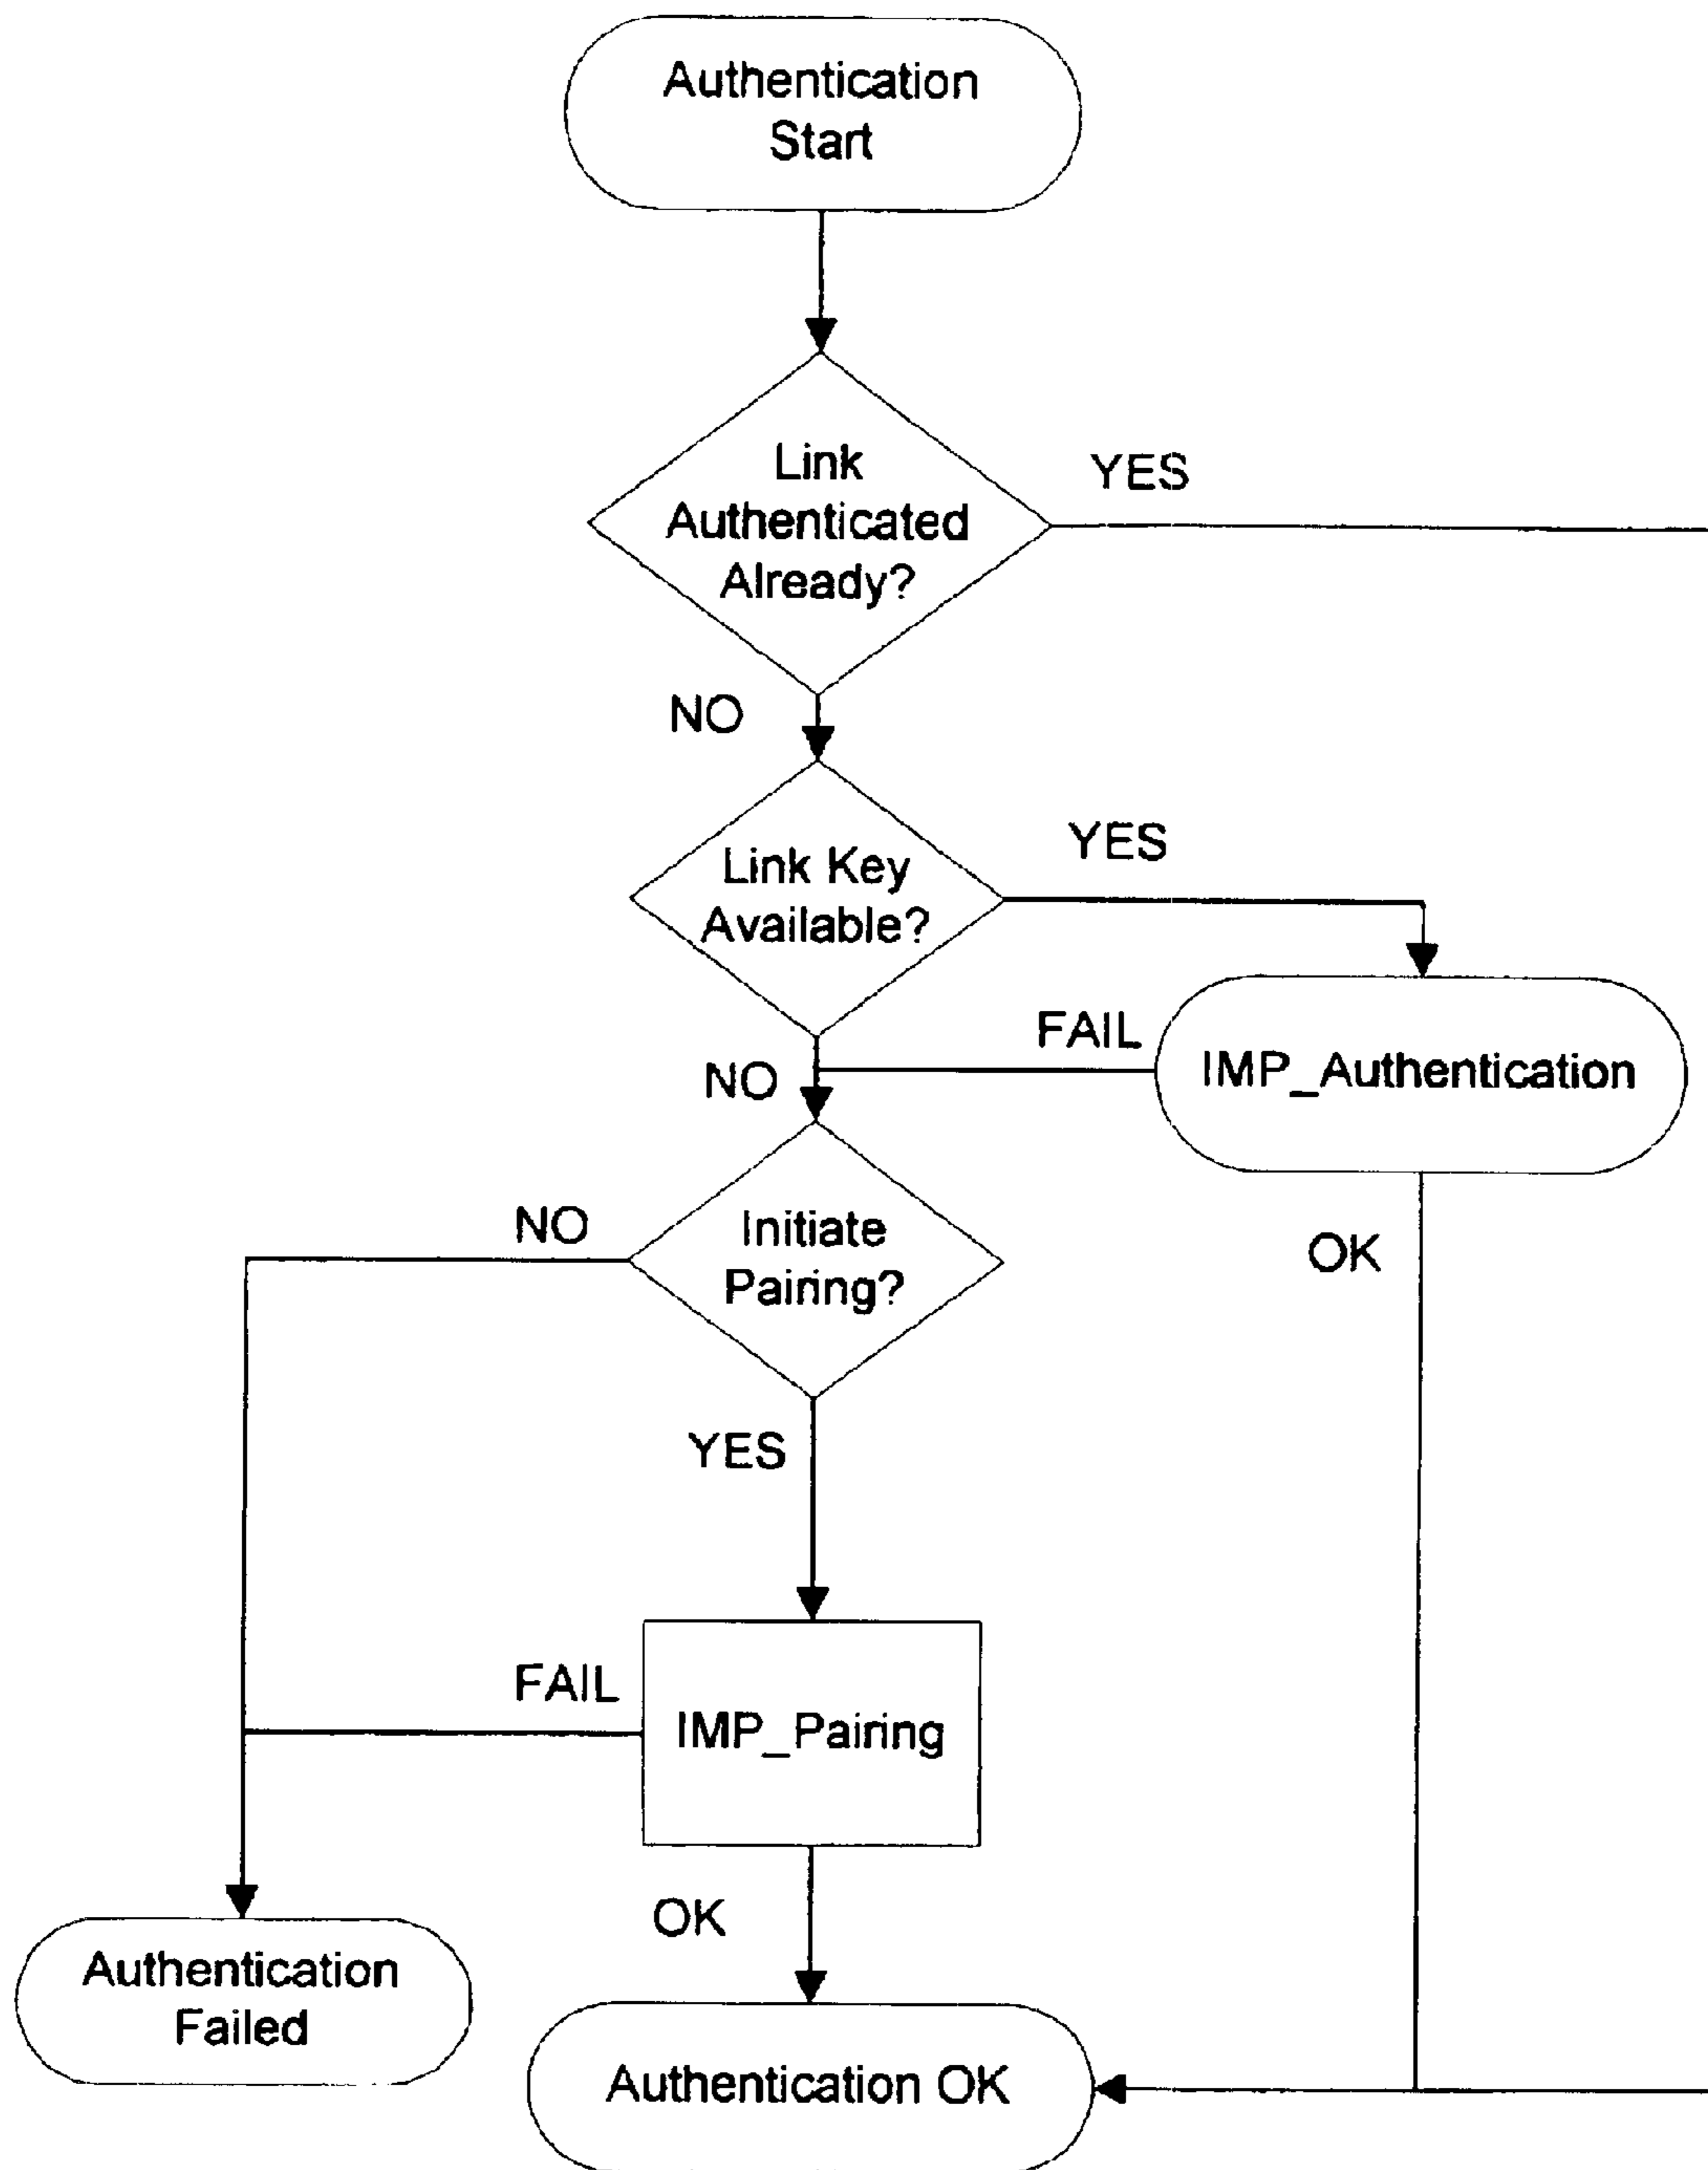 Authentication
Start
Link
Authenticated
Already?
YES
NO
Link Key
Available?
YES
FAIL
IMP_Authentication
NO
Initiate
Pairing?
NO
OK
YES
FAIL
IMP_Pairing
OK
Authentication
Failed
Authentication OK